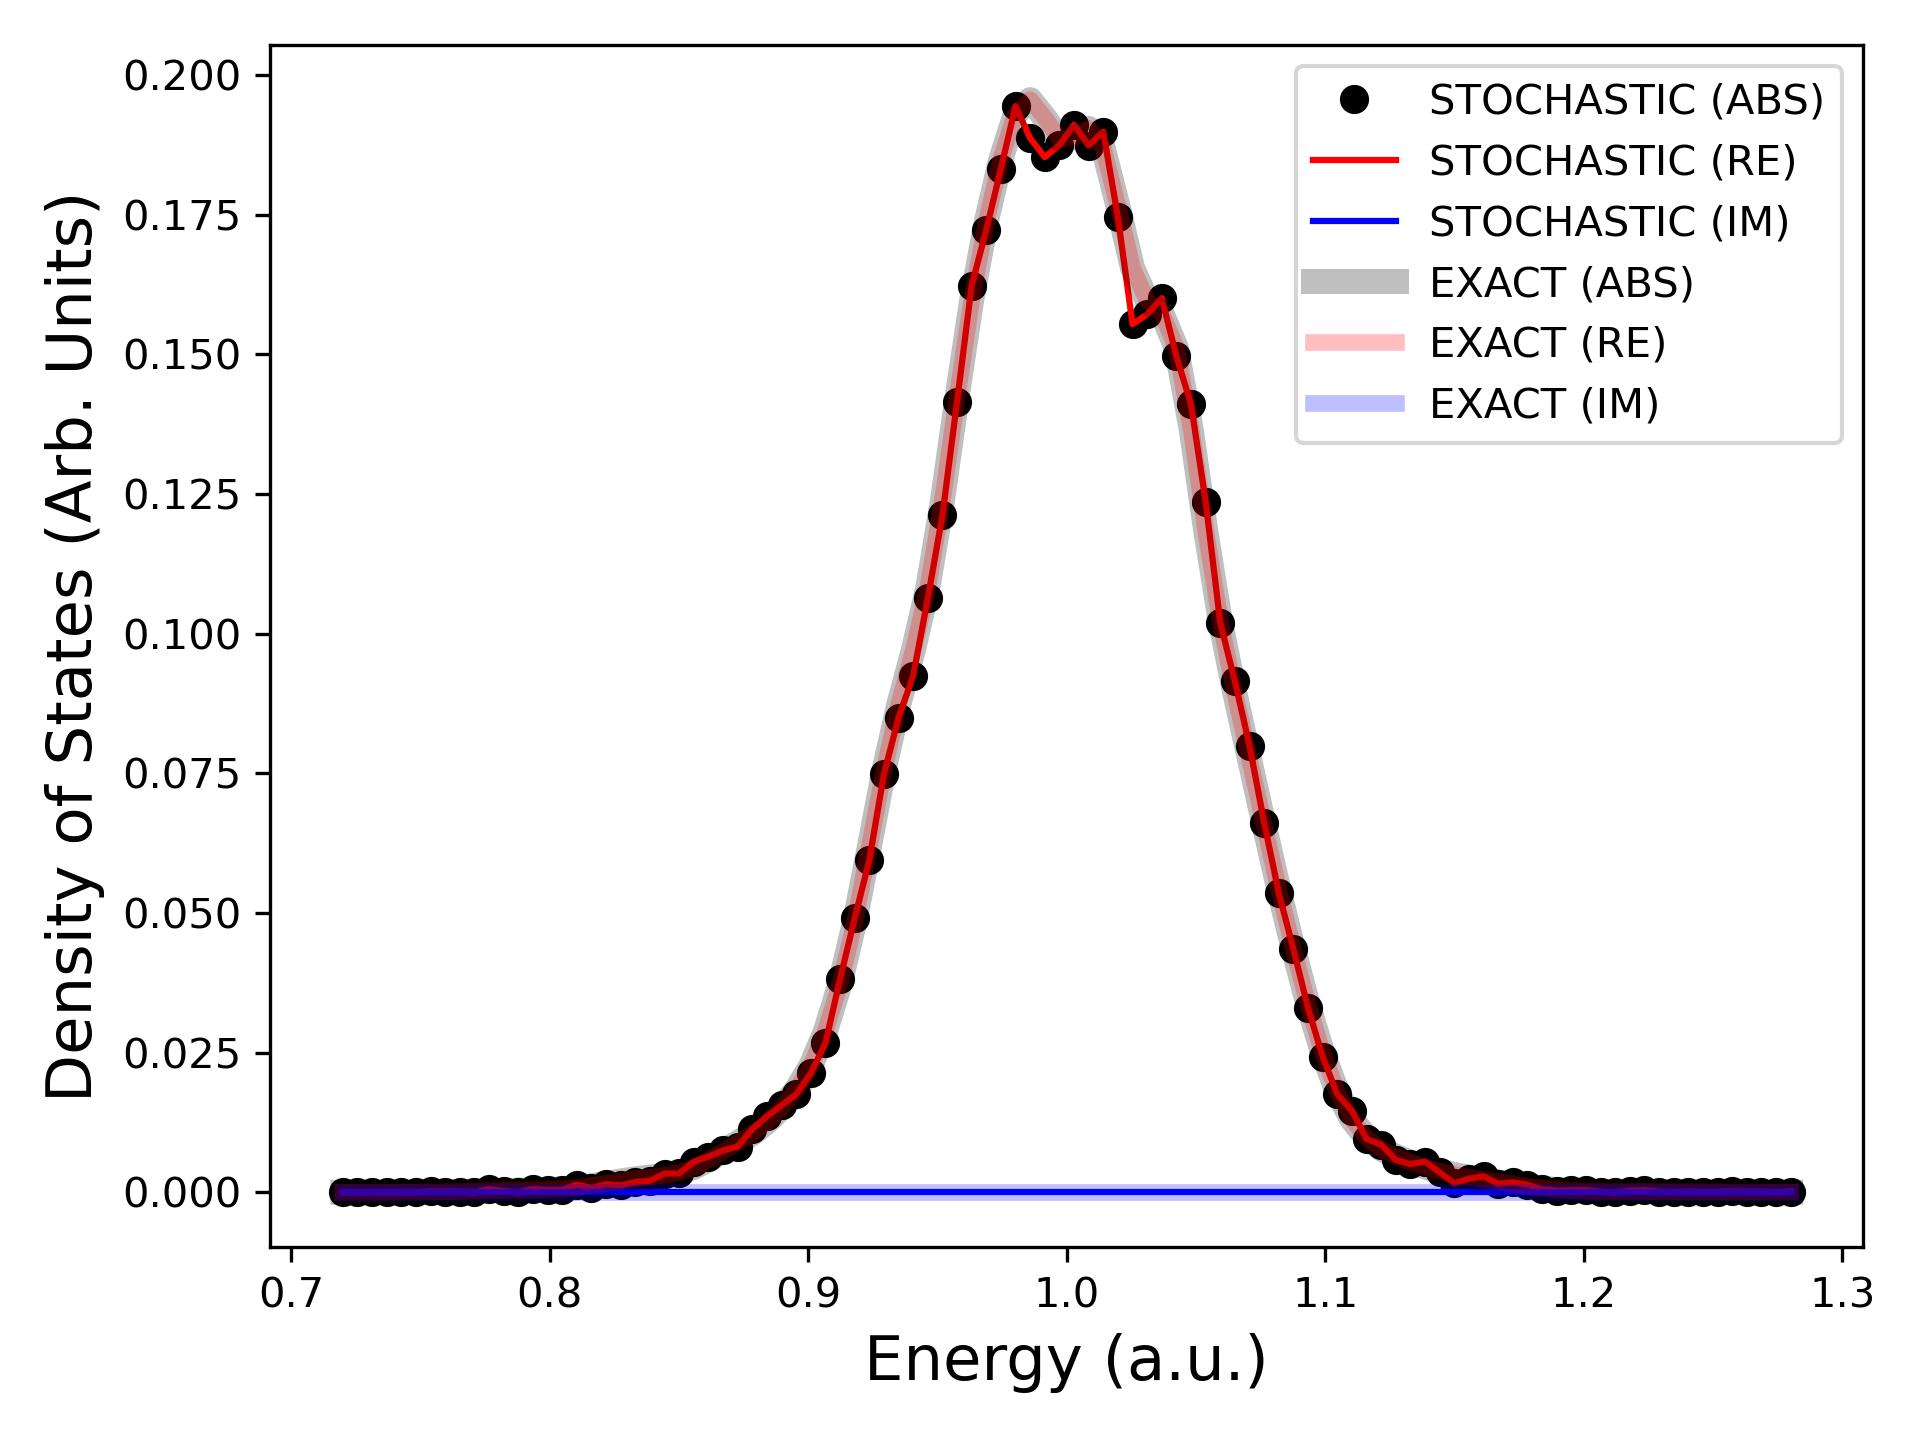 0.200
0.175
0.150
0.125
0.100
0.075
0.050
0.025
0.000
Density of States (Arb. Units)
STOCHASTIC (ABS)
STOCHASTIC (RE)
STOCHASTIC (IM)
EXACT (ABS)
EXACT (RE)
EXACT (IM)
0.7 0.8 0.9 1.0 1.1 1.2 1.3
Energy (a.u.)